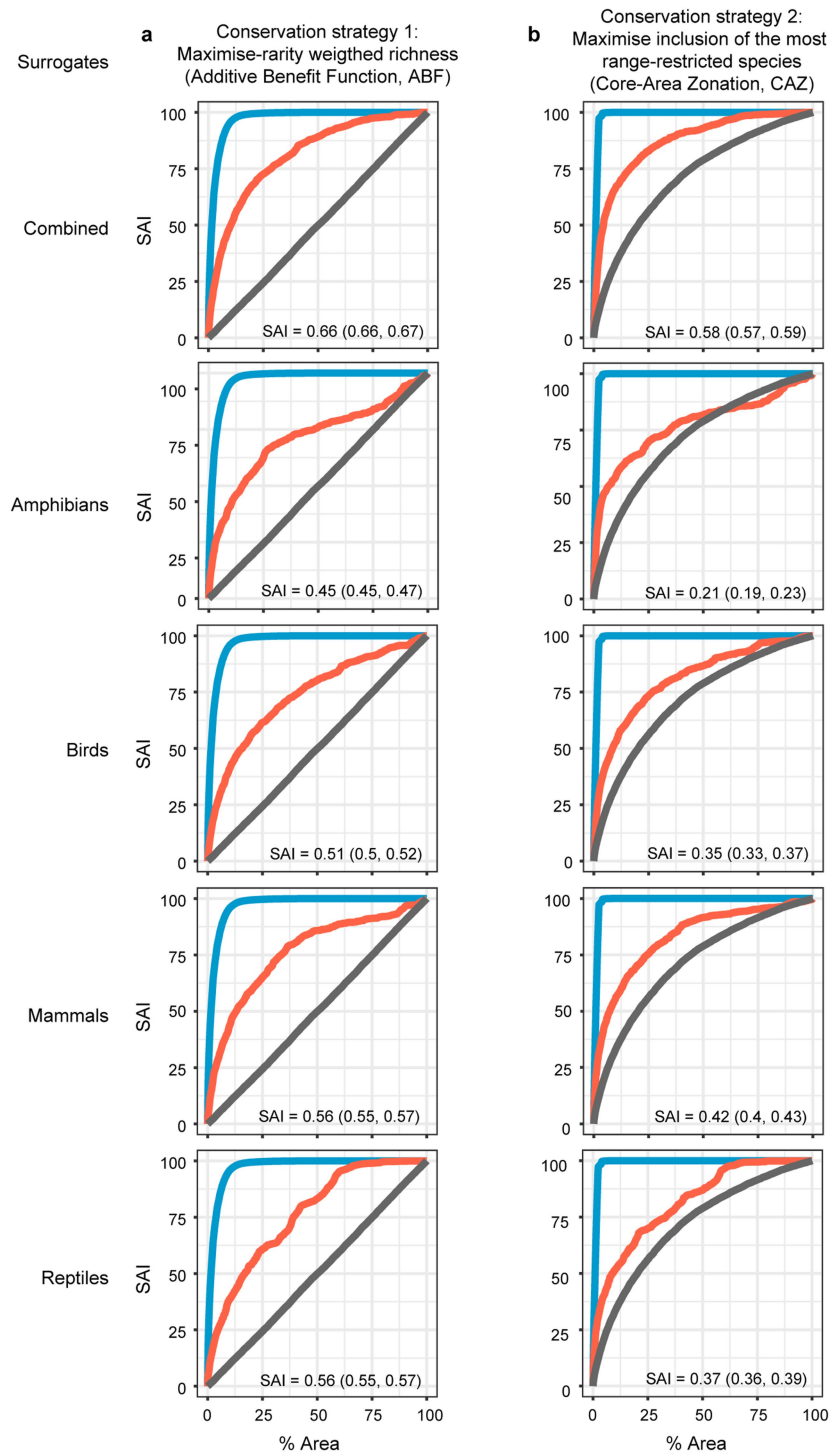 Surrogates
a
Conservation strategy 1:
Maximise-rarity weigthed richness
(Additive Benefit Function, ABF)
b
Conservation strategy 2:
Maximise inclusion of the most
range-restricted species
(Core-Area Zonation, CAZ)
Combined
SAI
100
75
50
25
0
SAI = 0.66 (0.66, 0.67)
100
75
50
25
0
SAI = 0.58 (0.57, 0.59)
Amphibians
SAI
100
75
50
25
0
SAI = 0.45 (0.45, 0.47)
100
75
50
25
0
SAI = 0.21 (0.19, 0.23)
Birds
SAI
100
75
50
25
0
SAI = 0.51 (0.5, 0.52)
100
75
50
25
0
SAI = 0.35 (0.33, 0.37)
Mammals
SAI
100
75
50
25
0
SAI = 0.56 (0.55, 0.57)
100
75
50
25
0
SAI = 0.42 (0.4, 0.43)
Reptiles
SAI
100
75
50
25
0
SAI = 0.56 (0.55, 0.57)
100
75
50
25
0
SAI = 0.37 (0.36, 0.39)
0 25 50 75 100
% Area
0 25 50 75 100
% Area